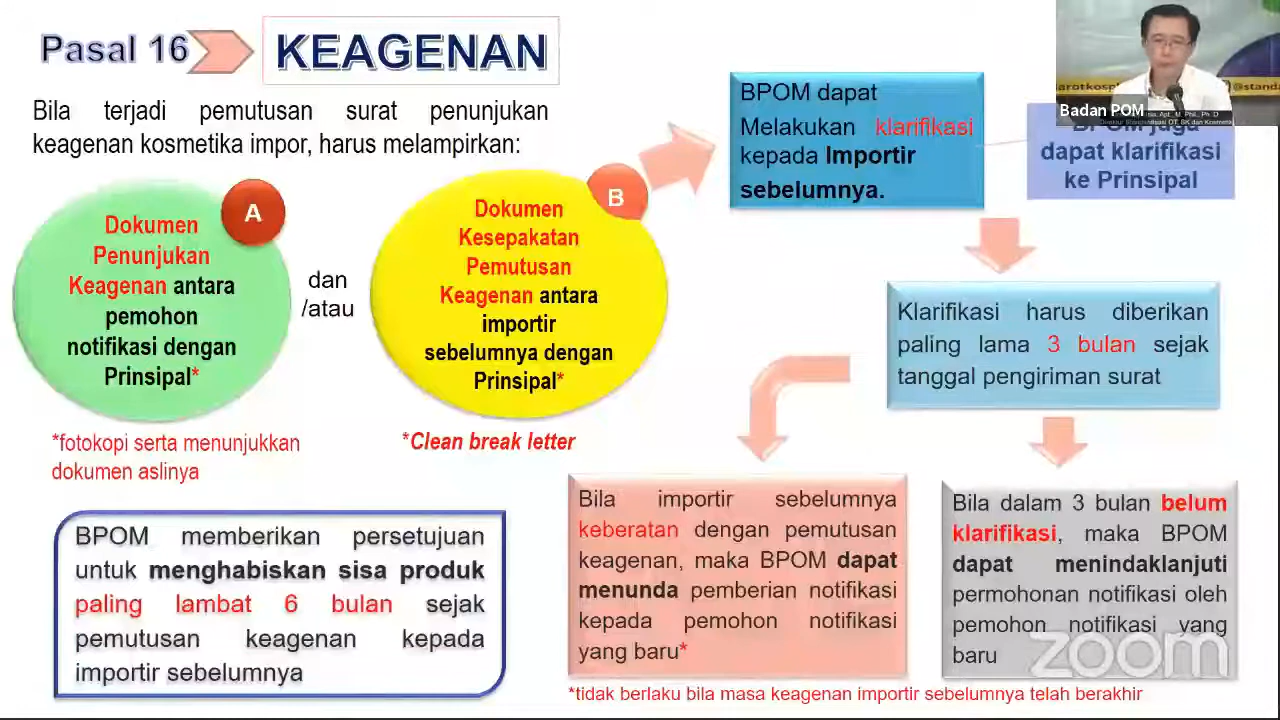 Pasal 16
KEAGENAN
Bila terjadi pemutusan surat penunjukan
keagenan kosmetika impor, harus melampirkan:
A
Dokumen
Penunjukan
Keagenan antara
pemohon
notifikasi dengan
Prinsipal*
dan
/atau
B
Dokumen
Kesepakatan
Pemutusan
Keagenan antara
importir
sebelumnya dengan
Prinsipal*
*fotokopi serta menunjukkan
dokumen aslinya
*Clean break letter
BPOM memberikan persetujuan
untuk menghabiskan sisa produk
paling lambat 6 bulan sejak
pemutusan keagenan kepada
importir sebelumnya
BPOM dapat
Melakukan klarifikasi
kepada Importir
sebelumnya.
Badan POM
BPOM juga
dapat klarifikasi
ke Prinsipal
Klarifikasi harus diberikan
paling lama 3 bulan sejak
tanggal pengiriman surat
Bila importir sebelumnya
keberatan dengan pemutusan
keagenan, maka BPOM dapat
menunda pemberian notifikasi
kepada pemohon notifikasi
yang baru*
Bila dalam 3 bulan belum
klarifikasi, maka BPOM
dapat menindaklanjuti
permohonan notifikasi oleh
pemohon notifikasi yang
baru
zoom
*tidak berlaku bila masa keagenan importir sebelumnya telah berakhir